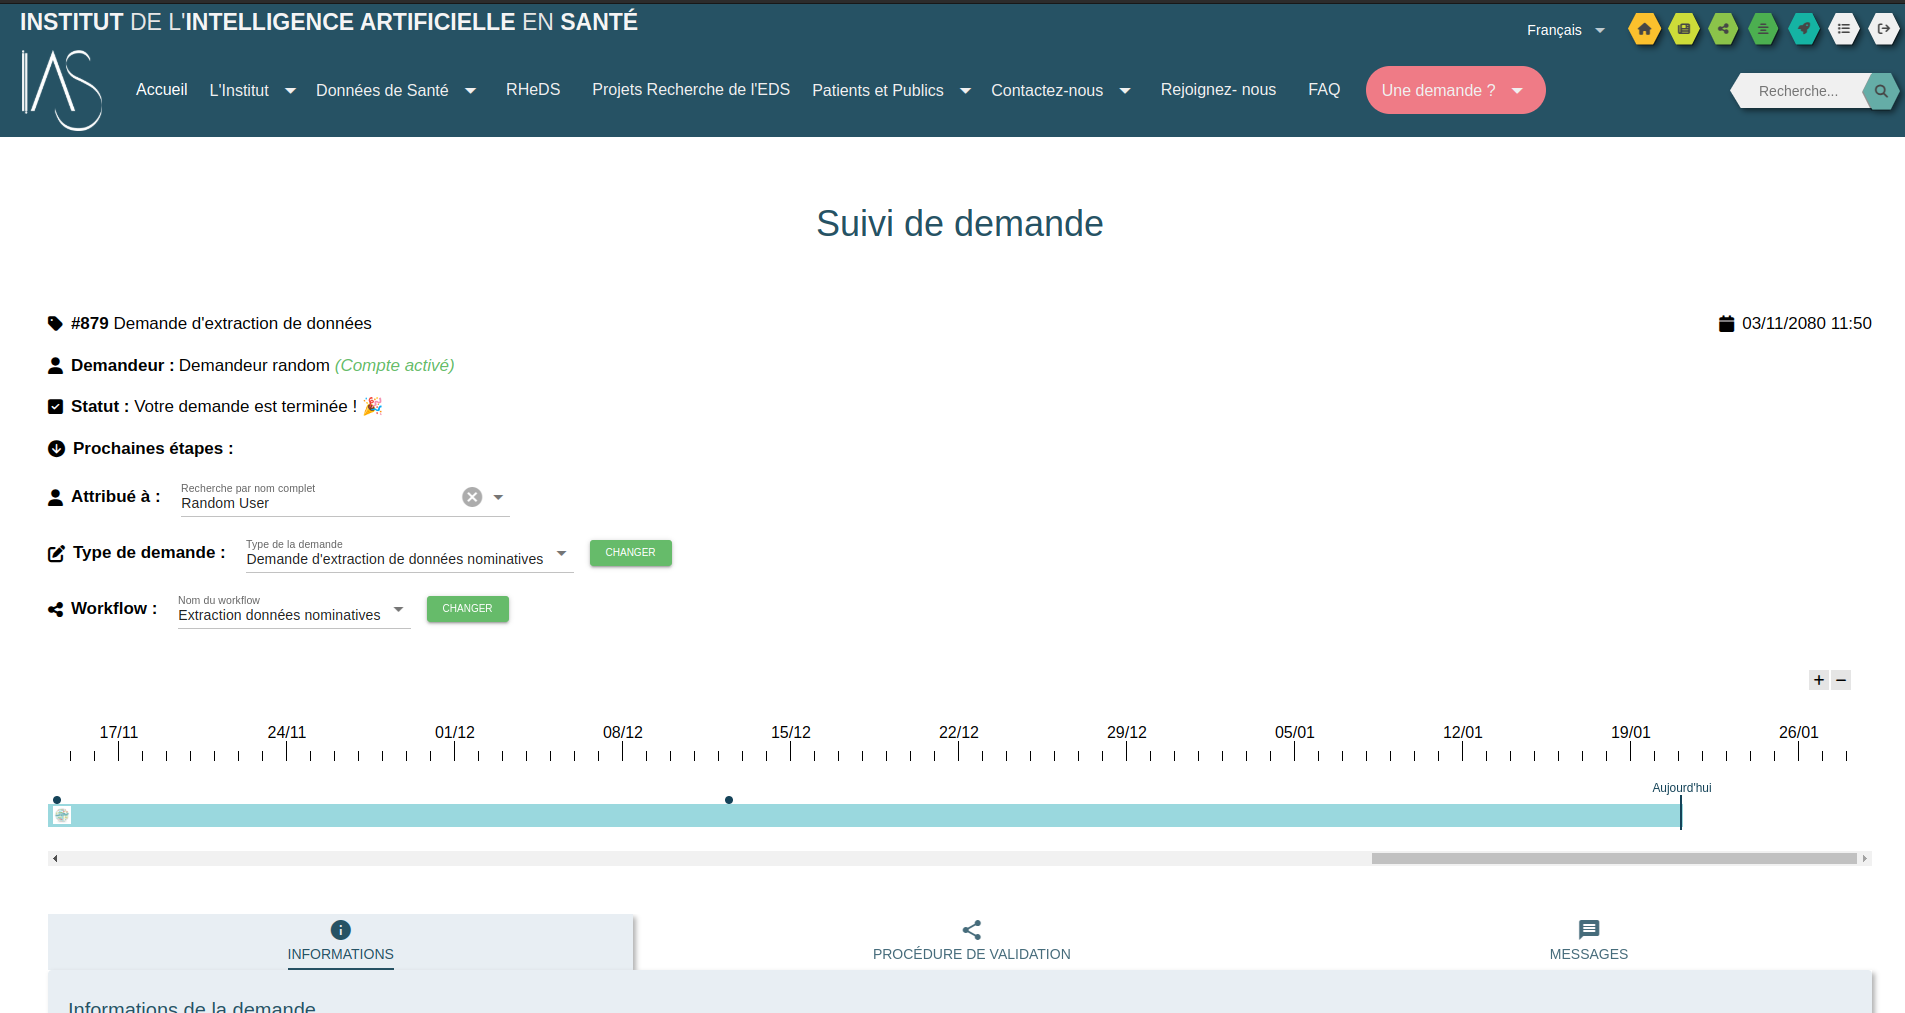 INSTITUT DE L'INTELLIGENCE ARTIFICIELLE EN SANTÉ
Français
IAS
Accueil L'Institut Données de Santé RHeDS Projets Recherche de l'EDS Patients et Publics Contactez-nous Rejoignez- nous FAQ Une demande ? Recherche...
Suivi de demande
#879 Demande d'extraction de données 03/11/2080 11:50
Demandeur : Demandeur random (Compte activé)
Statut : Votre demande est terminée ! 🎉
Prochaines étapes :
Attribué à : Recherche par nom complet
Random User
Type de demande : Type de la demande
Demande d'extraction de données nominatives CHANGER
Workflow : Nom du workflow
Extraction données nominatives CHANGER
+ −
17/11 24/11 01/12 08/12 15/12 22/12 29/12 05/01 12/01 19/01 26/01
Aujourd'hui
INFORMATIONS PROCÉDURE DE VALIDATION MESSAGES
Informations de la demande